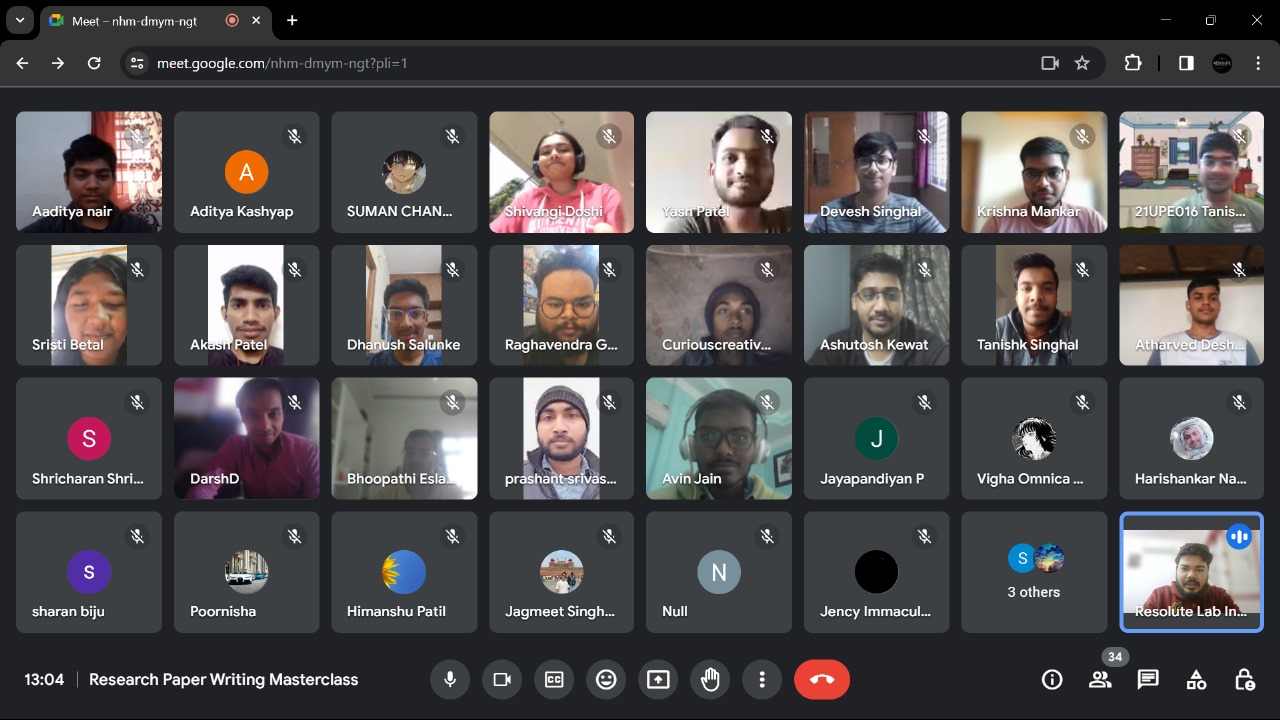 Meet – nhm-dmym-ngt
meet.google.com/nhm-dmym-ngt?pli=1
Aaditya nair
A
Aditya Kashyap
SUMAN CHAN...
Shivangi Doshi
Yash Patel
Devesh Singhal
Krishna Mankar
21UPE016 Tanis...
Sristi Betal
Akash Patel
Dhanush Salunke
Raghavendra G...
Curiouscreativ...
Ashutosh Kewat
Tanishk Singhal
Atharved Desh...
S
Shricharan Shri...
DarshD
Bhoopathi Esla...
prashant srivas...
Avin Jain
J
Jayapandiyan P
Vigha Omnica ...
Harishankar Na...
s
sharan biju
Poornisha
Himanshu Patil
Jagmeet Singh...
N
Null
Jency Immacul...
S
3 others
Resolute Lab In...
13:04
Research Paper Writing Masterclass
CC
34